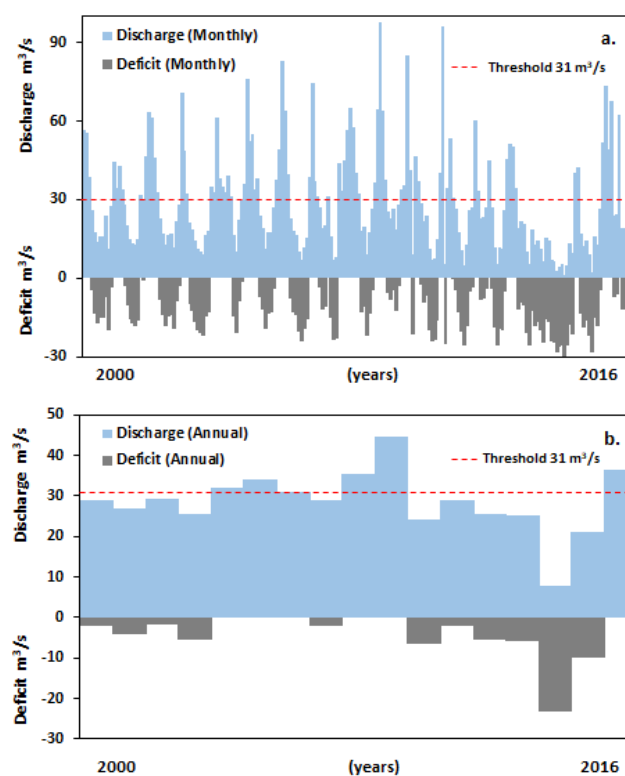 90
60
30
0
-30
Discharge m³/s
Deficit m³/s
Discharge (Monthly)
Deficit (Monthly)
a.
Threshold 31 m³/s
2000 (years) 2016
50
40
30
20
10
0
-10
-20
-30
Discharge m³/s
Deficit m³/s
Discharge (Annual)
Deficit (Annual)
b.
Threshold 31 m³/s
2000 (years) 2016